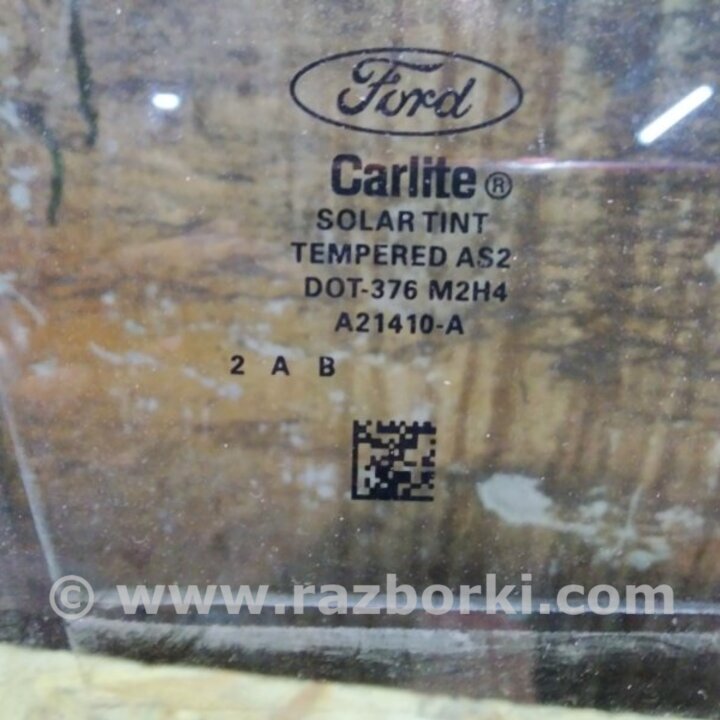 Ford
Carlite®
SOLAR TINT
TEMPERED AS2
DOT-376 M2H4
A21410-A
2 A B
© www.razborki.com